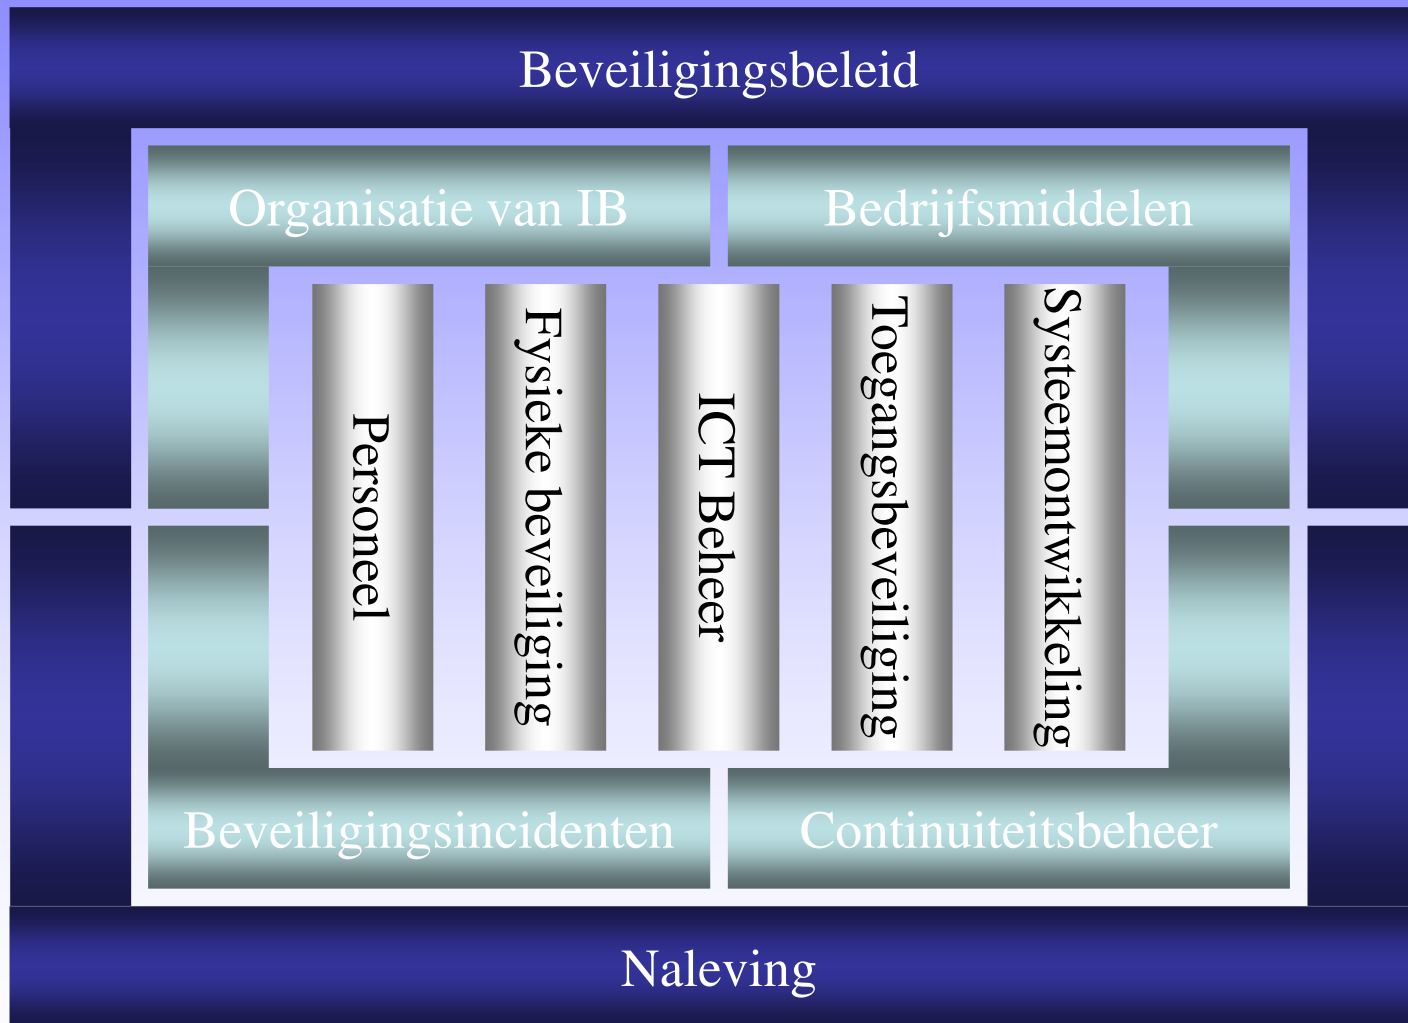 Beveiligingsbeleid
Organisatie van IB
Bedrijfsmiddelen
Personeel
Fysieke beveiliging
ICT Beheer
Toegangsbeveiliging
Systeemontwikkeling
Beveiligingsincidenten
Continuiteitsbeheer
Naleving